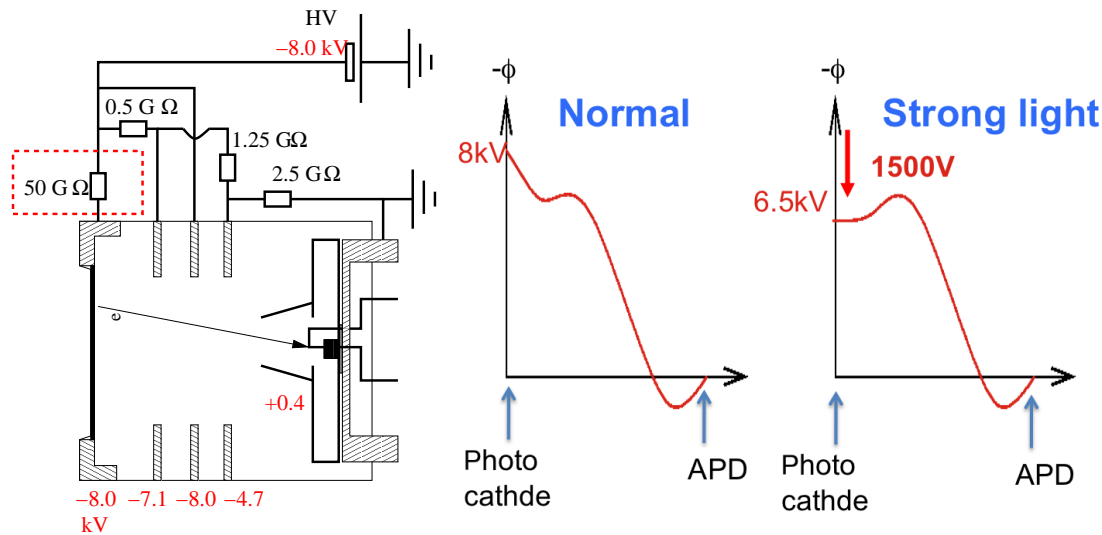 HV
−8.0 kV
0.5 G Ω
1.25 GΩ
50 G Ω
2.5 G Ω
e
+0.4
−8.0 −7.1 −8.0 −4.7
kV
-ϕ
Normal
8kV
Photo
cathde
APD
-ϕ
Strong light
1500V
6.5kV
Photo
cathde
APD